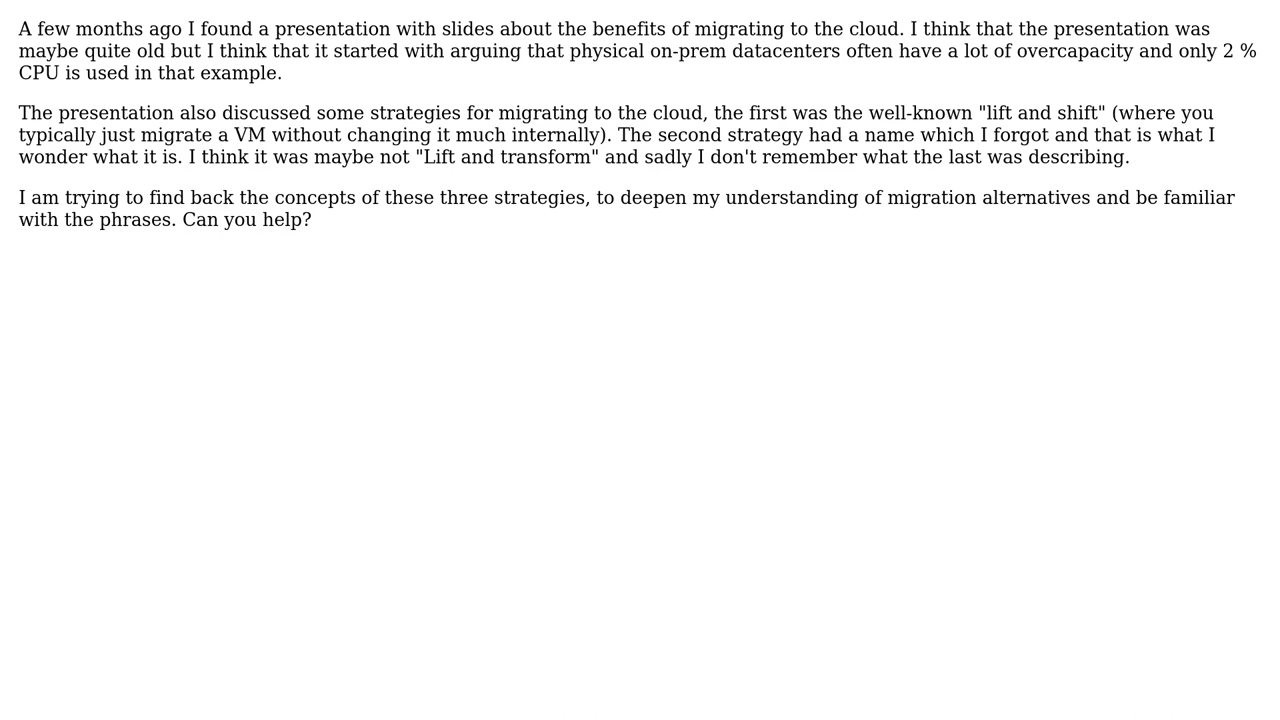 A few months ago I found a presentation with slides about the benefits of migrating to the cloud. I think that the presentation was
maybe quite old but I think that it started with arguing that physical on-prem datacenters often have a lot of overcapacity and only 2 %
CPU is used in that example.
The presentation also discussed some strategies for migrating to the cloud, the first was the well-known "lift and shift" (where you
typically just migrate a VM without changing it much internally). The second strategy had a name which I forgot and that is what I
wonder what it is. I think it was maybe not "Lift and transform" and sadly I don't remember what the last was describing.
I am trying to find back the concepts of these three strategies, to deepen my understanding of migration alternatives and be familiar
with the phrases. Can you help?